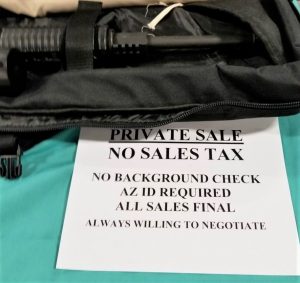 PRIVATE SALE
NO SALES TAX
NO BACKGROUND CHECK
AZ ID REQUIRED
ALL SALES FINAL
ALWAYS WILLING TO NEGOTIATE